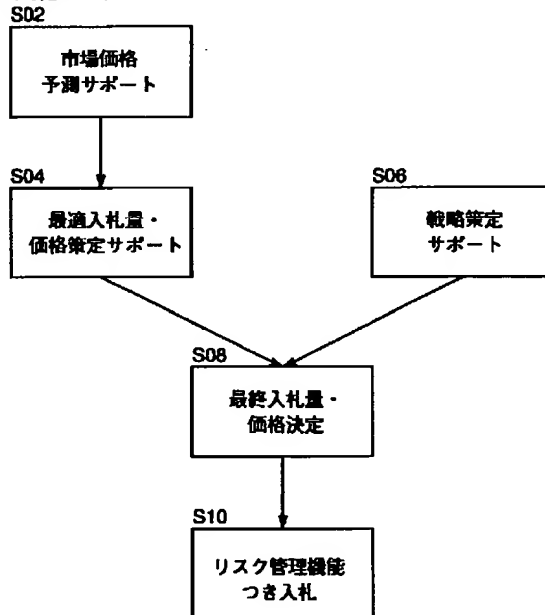 S02
市場価格
予測サポート
S04
最適入札量・
価格策定サポート
S06
戦略策定
サポート
S08
最終入札量・
価格決定
S10
リスク管理機能
つき入札